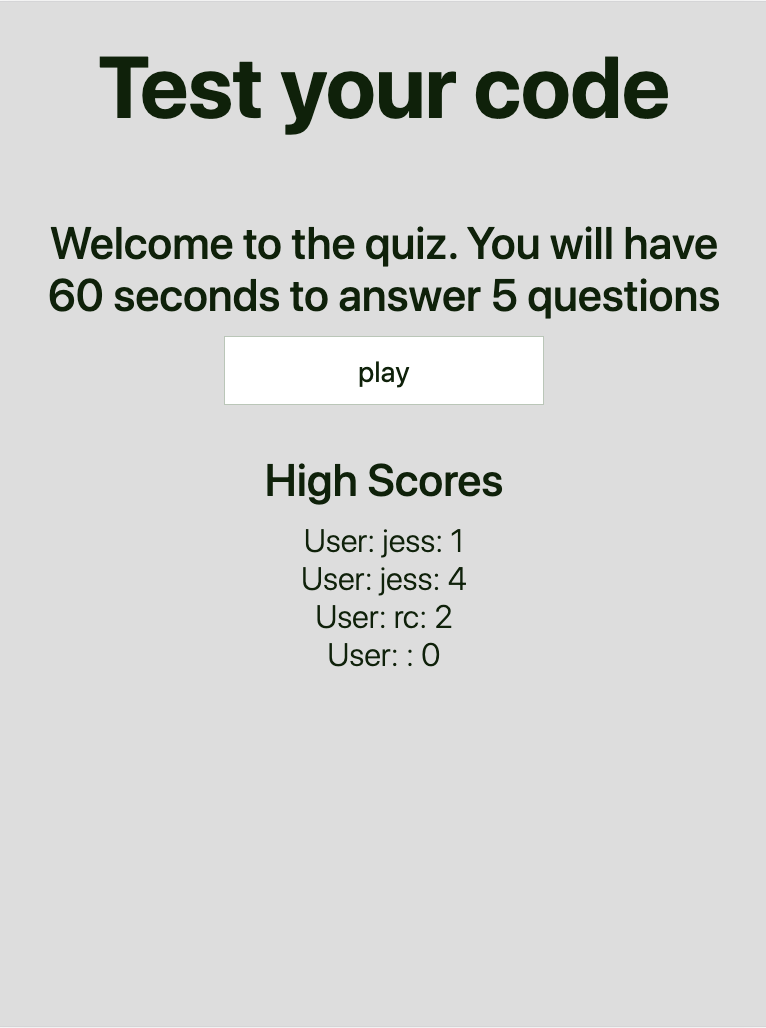 Test your code
Welcome to the quiz. You will have
60 seconds to answer 5 questions
play
High Scores
User: jess: 1
User: jess: 4
User: rc: 2
User: : 0